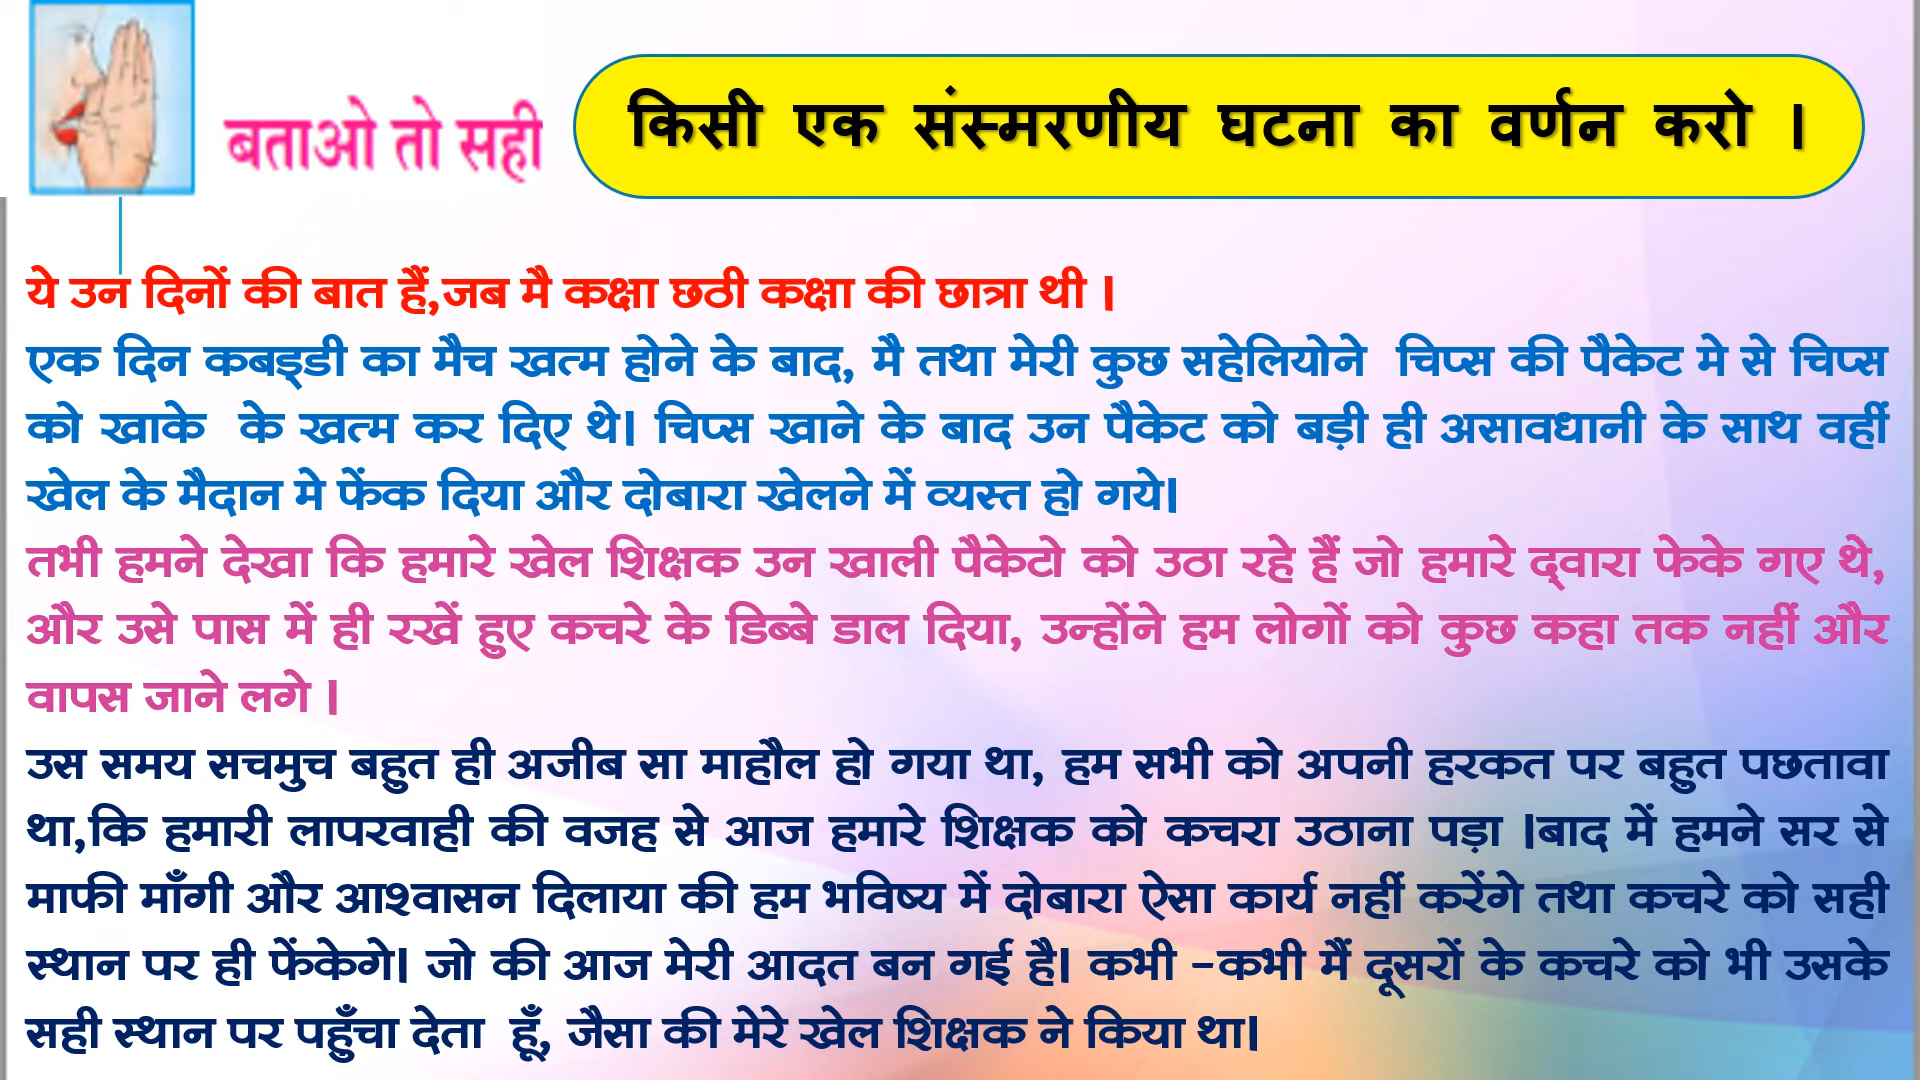 बताओ तो सही
किसी एक संस्मरणीय घटना का वर्णन करो ।
ये उन दिनों की बात हैं,जब मै कक्षा छठी कक्षा की छात्रा थी ।
एक दिन कबड्डी का मैच खत्म होने के बाद, मै तथा मेरी कुछ सहेलियोने चिप्स की पैकेट मे से चिप्स
को खाके के खत्म कर दिए थे। चिप्स खाने के बाद उन पैकेट को बड़ी ही असावधानी के साथ वहीं
खेल के मैदान मे फेंक दिया और दोबारा खेलने में व्यस्त हो गये।
तभी हमने देखा कि हमारे खेल शिक्षक उन खाली पैकेटो को उठा रहे हैं जो हमारे द्वारा फेके गए थे,
और उसे पास में ही रखें हुए कचरे के डिब्बे डाल दिया, उन्होंने हम लोगों को कुछ कहा तक नहीं और
वापस जाने लगे ।
उस समय सचमुच बहुत ही अजीब सा माहौल हो गया था, हम सभी को अपनी हरकत पर बहुत पछतावा
था,कि हमारी लापरवाही की वजह से आज हमारे शिक्षक को कचरा उठाना पड़ा ।बाद में हमने सर से
माफी माँगी और आश्वासन दिलाया की हम भविष्य में दोबारा ऐसा कार्य नहीं करेंगे तथा कचरे को सही
स्थान पर ही फेंकेगे। जो की आज मेरी आदत बन गई है। कभी -कभी मैं दूसरों के कचरे को भी उसके
सही स्थान पर पहुँचा देता हूँ, जैसा की मेरे खेल शिक्षक ने किया था।